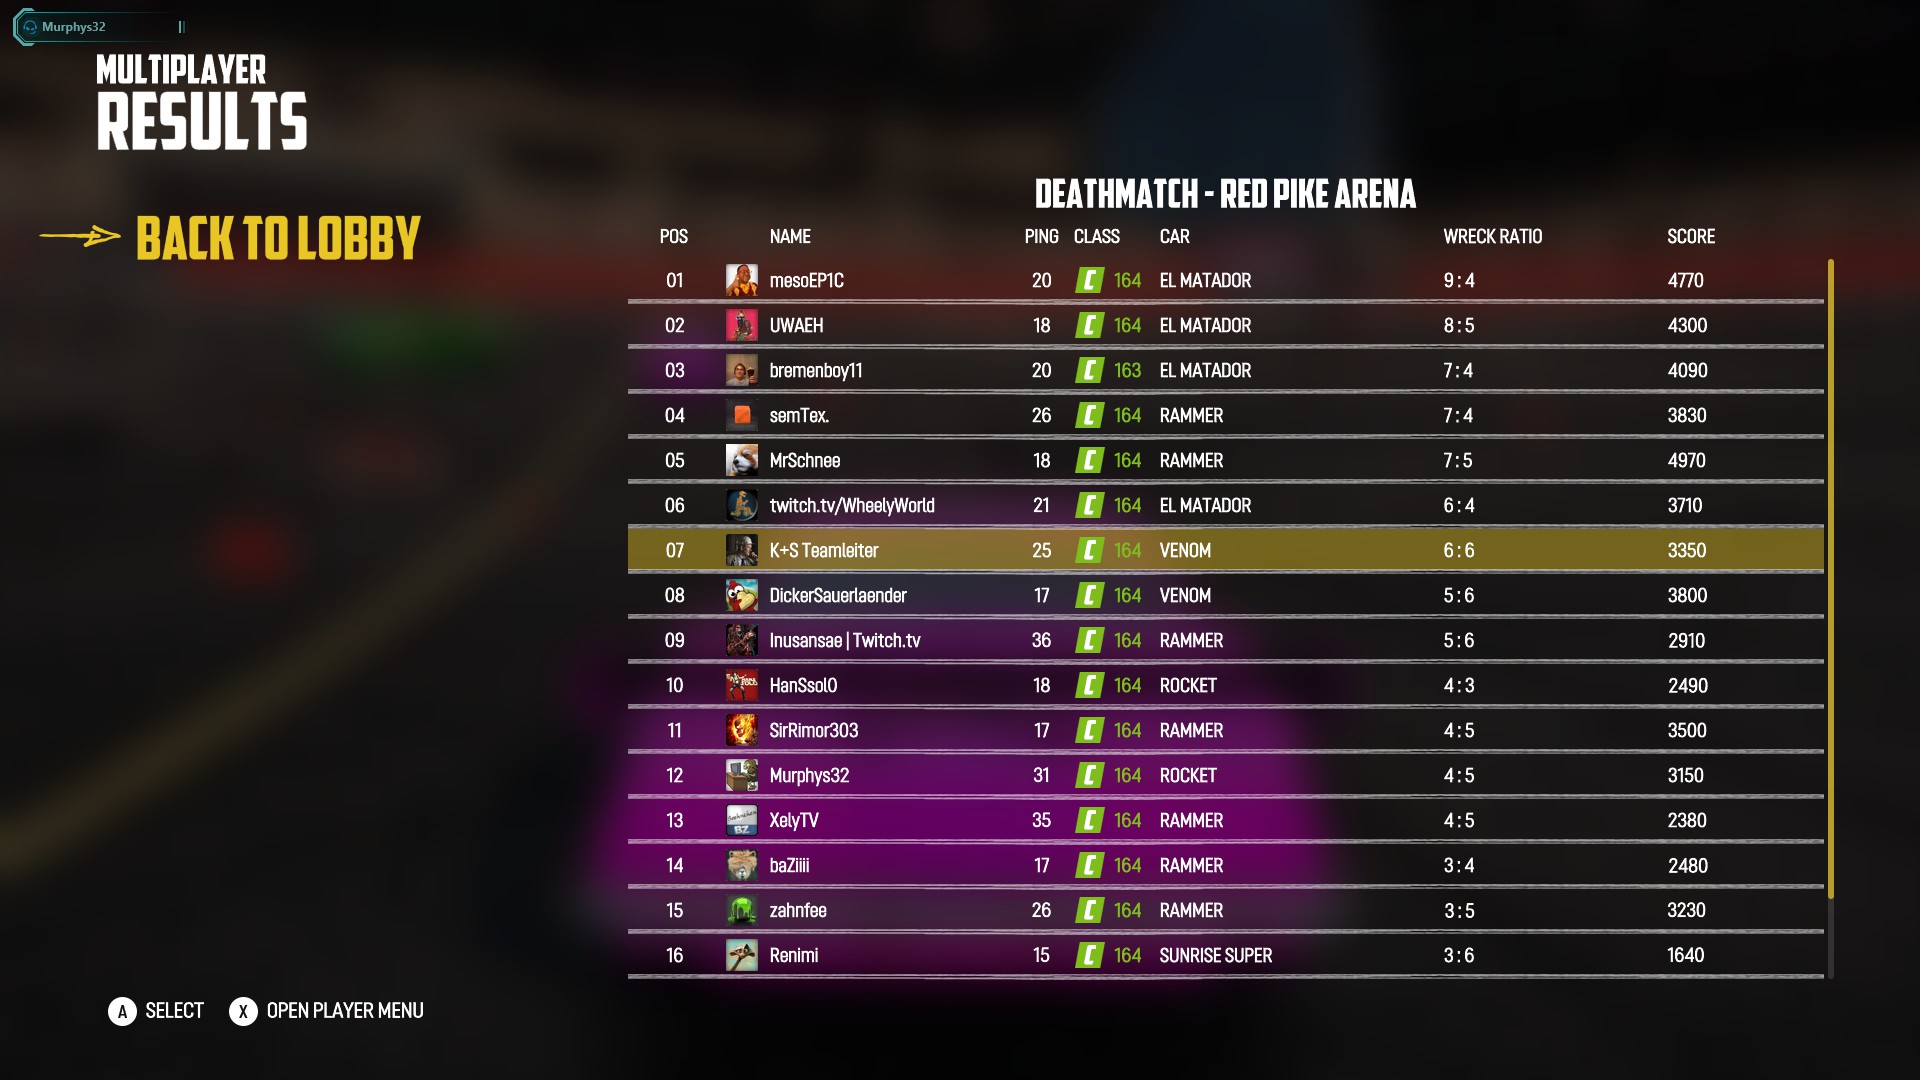 Murphys32
MULTIPLAYER
RESULTS
BACK TO LOBBY
DEATHMATCH - RED PIKE ARENA
POS NAME PING CLASS CAR WRECK RATIO SCORE
01 mesoEP1C 20 C 164 EL MATADOR 9 : 4 4770
02 UWAEH 18 C 164 EL MATADOR 8 : 5 4300
03 bremenboy11 20 C 163 EL MATADOR 7 : 4 4090
04 semTex. 26 C 164 RAMMER 7 : 4 3830
05 MrSchnee 18 C 164 RAMMER 7 : 5 4970
06 twitch.tv/WheelyWorld 21 C 164 EL MATADOR 6 : 4 3710
07 K+S Teamleiter 25 C 164 VENOM 6 : 6 3350
08 DickerSauerlaender 17 C 164 VENOM 5 : 6 3800
09 Inusansae | Twitch.tv 36 C 164 RAMMER 5 : 6 2910
10 HanSsolO 18 C 164 ROCKET 4 : 3 2490
11 SirRimor303 17 C 164 RAMMER 4 : 5 3500
12 Murphys32 31 C 164 ROCKET 4 : 5 3150
13 XelyTV 35 C 164 RAMMER 4 : 5 2380
14 baZiiii 17 C 164 RAMMER 3 : 4 2480
15 zahnfee 26 C 164 RAMMER 3 : 5 3230
16 Renimi 15 C 164 SUNRISE SUPER 3 : 6 1640
A SELECT X OPEN PLAYER MENU